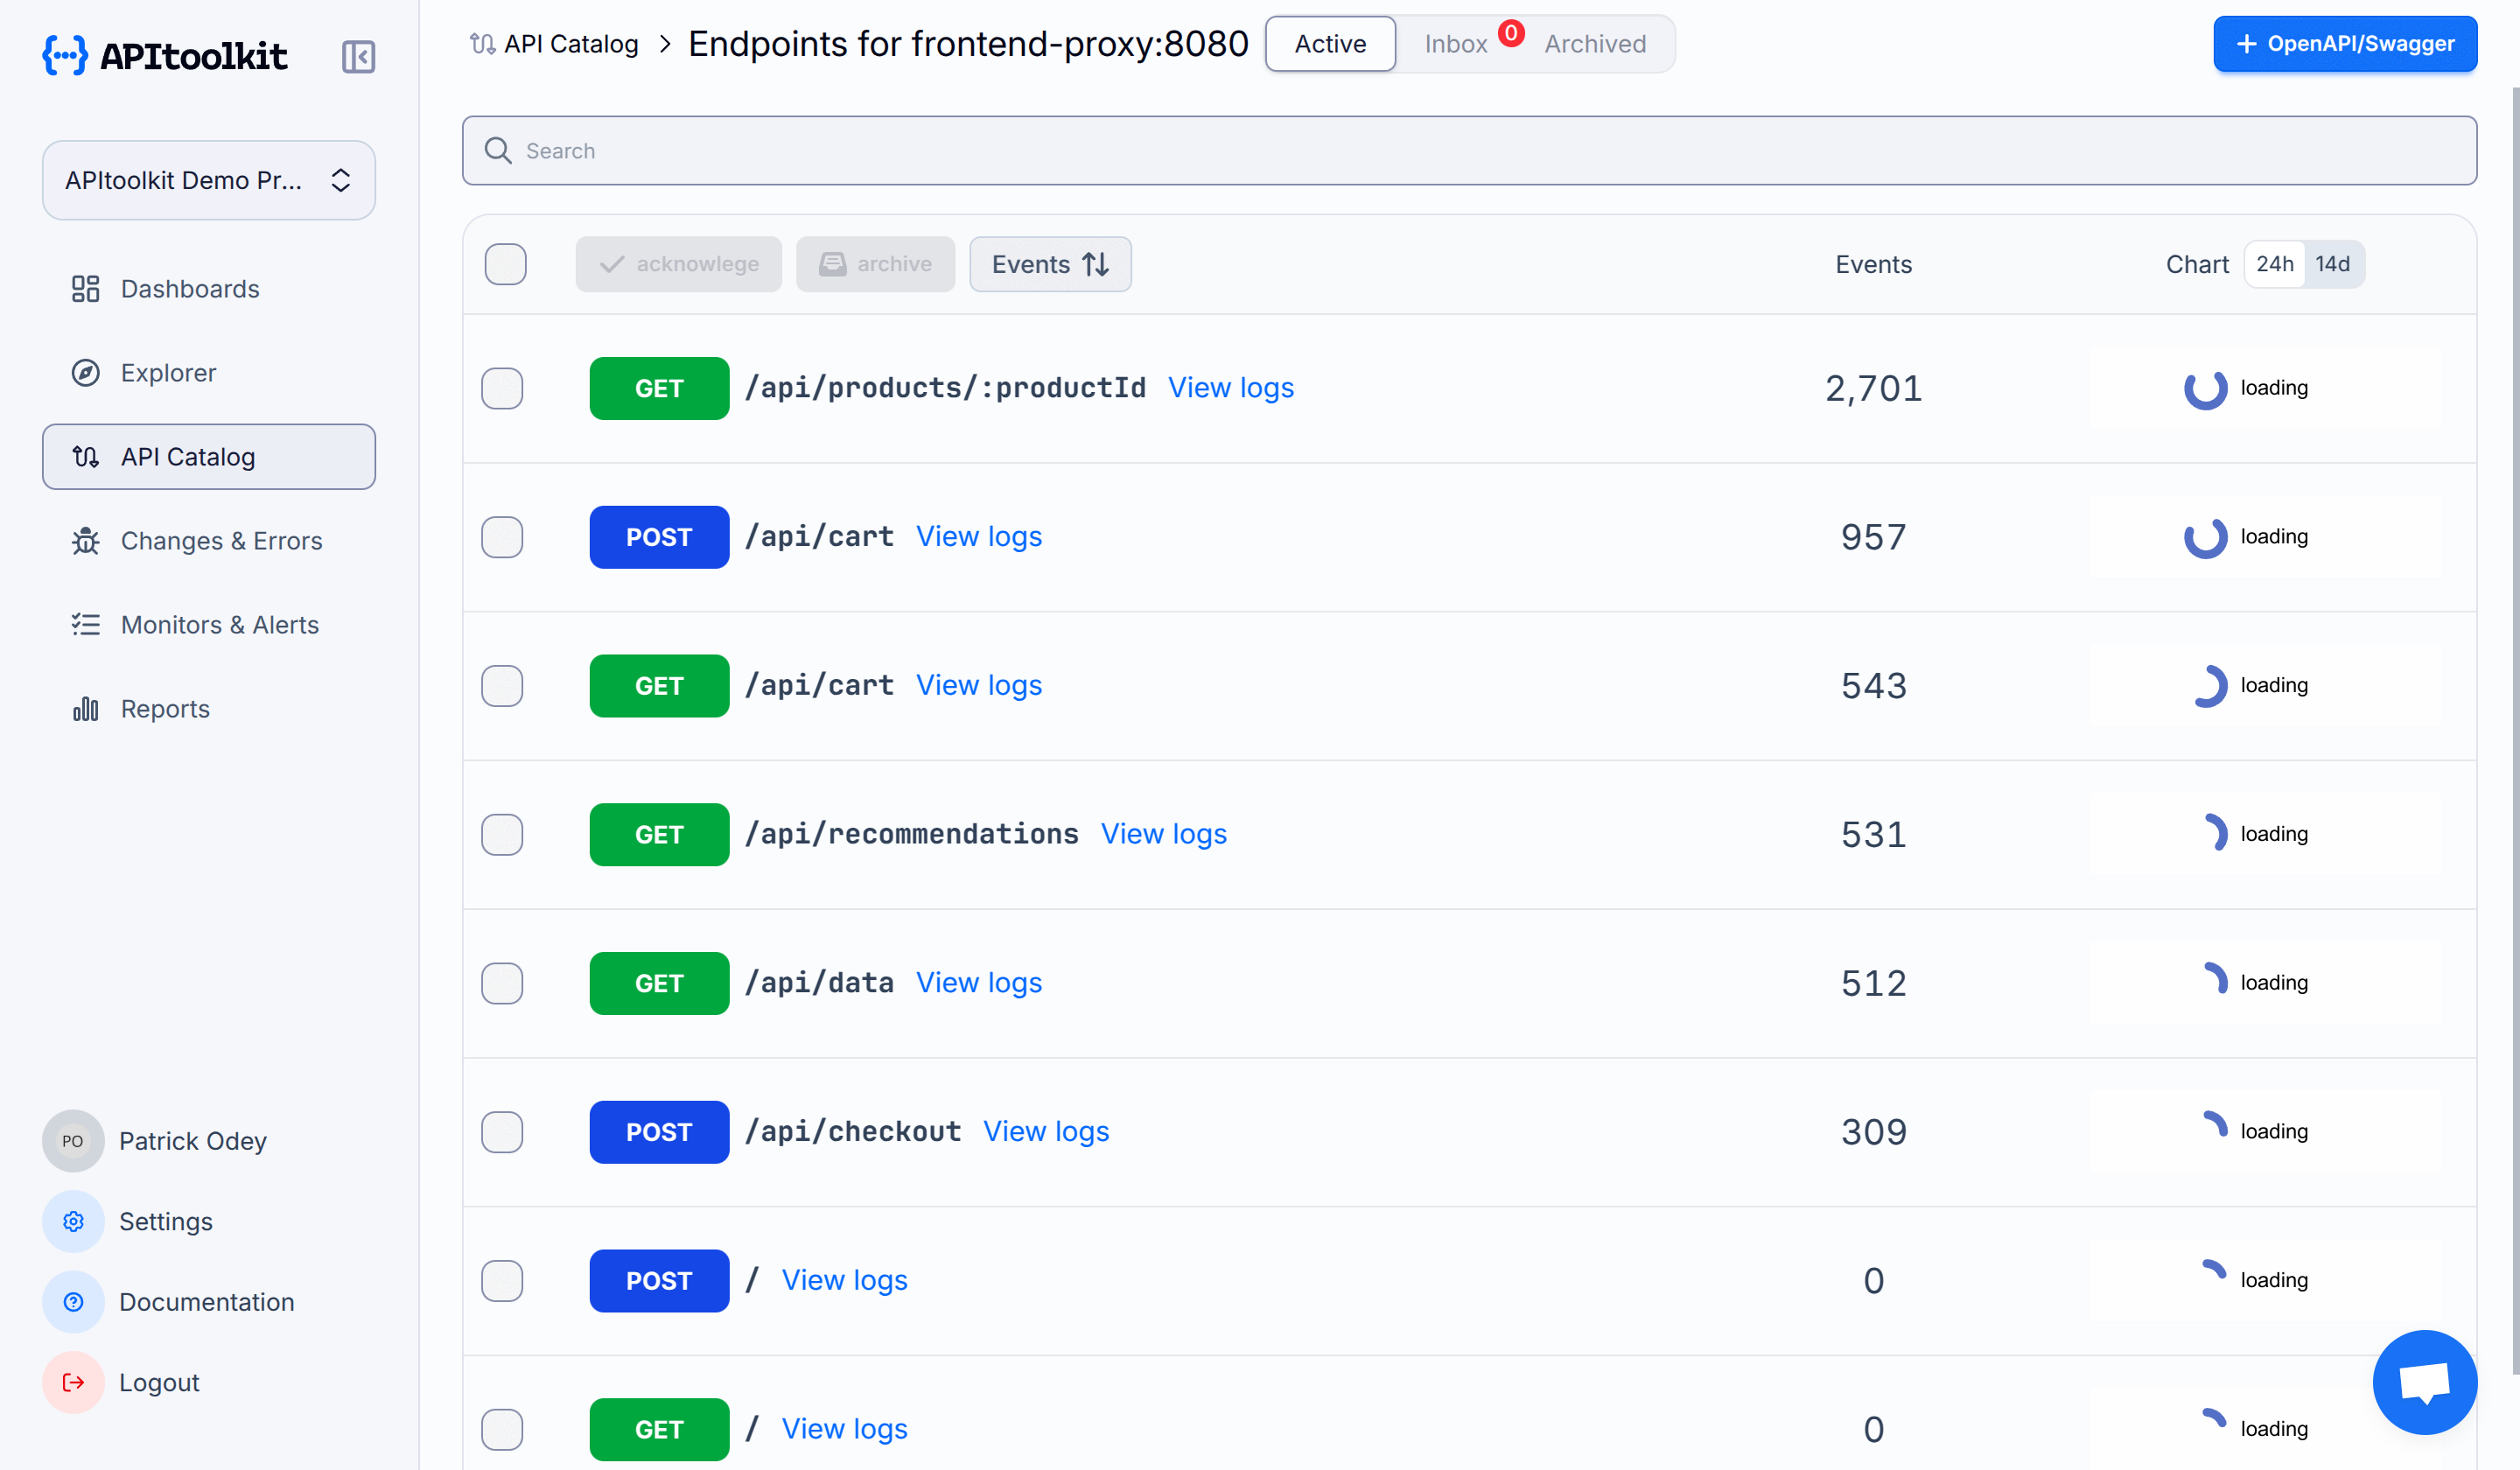 APItoolkit
APItoolkit Demo Pr...
Dashboards
Explorer
API Catalog
Changes & Errors
Monitors & Alerts
Reports
PO Patrick Odey
Settings
Documentation
Logout
API Catalog > Endpoints for frontend-proxy:8080 Active Inbox 0 Archived + OpenAPI/Swagger
Search
acknowlege archive Events Events Chart 24h 14d
GET /api/products/:productId View logs 2,701 loading
POST /api/cart View logs 957 loading
GET /api/cart View logs 543 loading
GET /api/recommendations View logs 531 loading
GET /api/data View logs 512 loading
POST /api/checkout View logs 309 loading
POST / View logs 0 loading
GET / View logs 0 loading